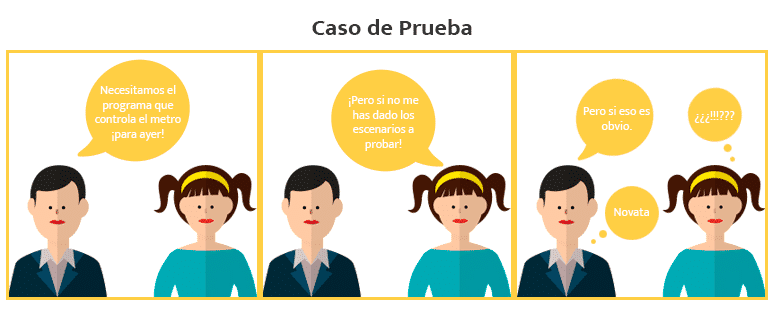 Caso de Prueba
Necesitamos el
programa que
controla el metro
¡para ayer!
¡Pero si no me
has dado los
escenarios a
probar!
Pero si eso es
obvio.
¿¿¿!!!???
Novata